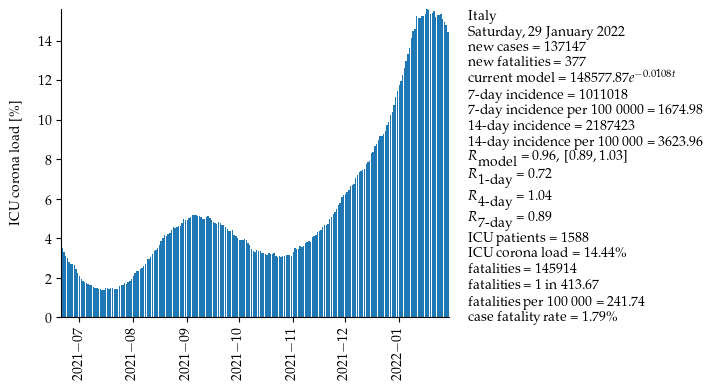 Italy
Saturday, 29 January 2022
new cases = 137147
new fatalities = 377
current model = 148577.87e^{−0.0108t}
7-day incidence = 1011018
7-day incidence per 100 0000 = 1674.98
14-day incidence = 2187423
14-day incidence per 100 000 = 3623.96
R_model = 0.96, [0.89, 1.03]
R_1-day = 0.72
R_4-day = 1.04
R_7-day = 0.89
ICU patients = 1588
ICU corona load = 14.44%
fatalities = 145914
fatalities = 1 in 413.67
fatalities per 100 000 = 241.74
case fatality rate = 1.79%
ICU corona load [%]
14
12
10
8
6
4
2
0
2021−07
2021−08
2021−09
2021−10
2021−11
2021−12
2022−01